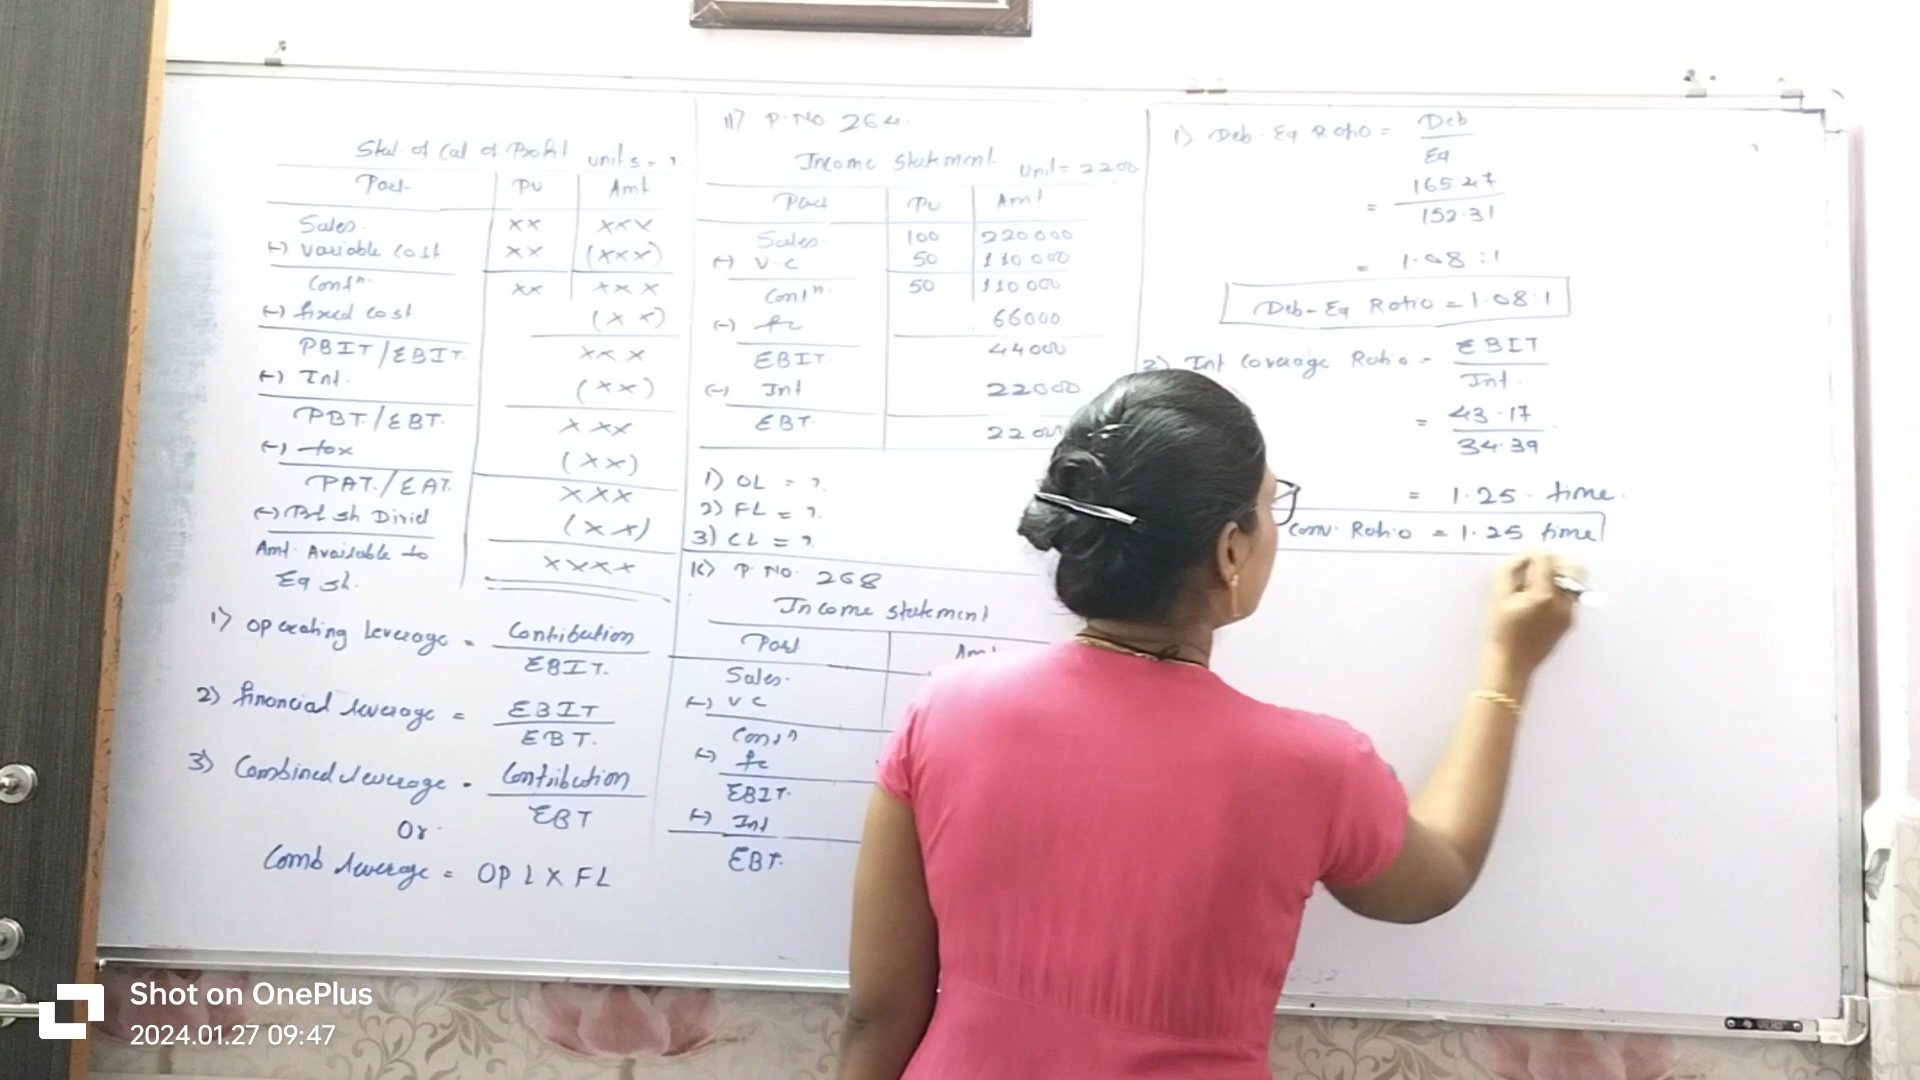 Stat. of Cal of Profit units = ?
Part- PU Amt
Sales. xx xxx
(-) Variable Cost xx (xxx)
Contn. xx xxx
(-) fixed cost (xx)
PBIT/EBIT. xxx
(-) Int. (xx)
PBT./EBT. xxx
(-) tax (xx)
PAT./EAT. xxx
(-) Prf sh Divid (xx)
Amt. Available to xxxx
Eq sh.
1) Operating leverage = Contribution
EBIT.
2) financial leverage = EBIT
EBT.
3) Combined leverage = Contribution
EBT
Or
Comb leverage = OP L X FL
11) P. No 264.
Income Statement Unit = 2200
Part PU Amt
Sales. 100 220000
(-) V.C 50 110000
Contn. 50 110000
(-) fc 66000
EBIT. 44000
(-) Int 22000
EBT.
1) OL = ?
2) FL = ?
3) CL = ?
16) P. No. 268
Income statement
Part
Sales-
(-) VC
Contn
(-) fc
EBIT.
(-) Int
EBT.
1) Deb-Eq Ratio = Deb
Eq
= 165.47
152.31
= 1.08 : 1
Deb-Eq Ratio = 1.08:1
2) Int Coverage Ratio = EBIT
Int.
= 43.17
34.39
= 1.25 time.
Conv. Ratio = 1.25 time
Shot on OnePlus
2024.01.27 09:47